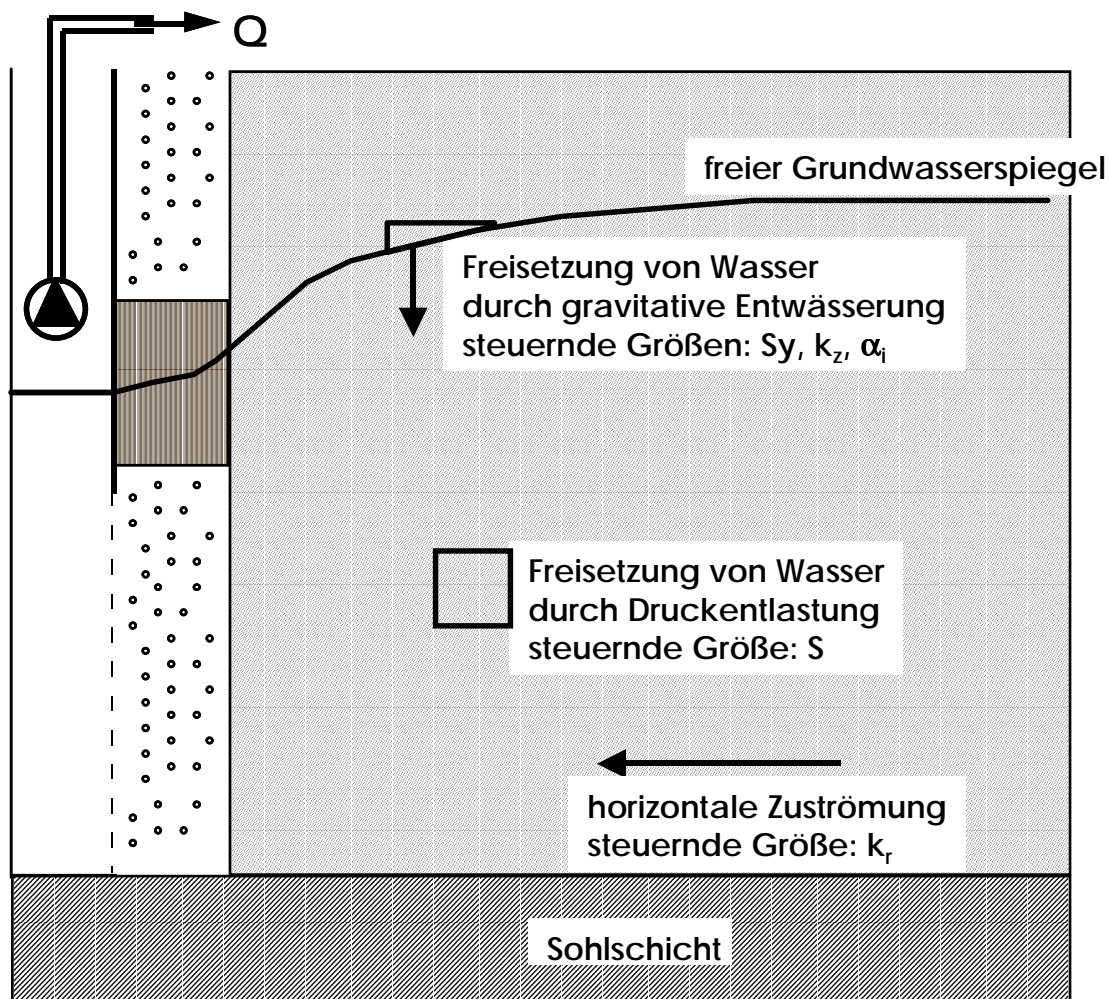 Q
freier Grundwasserspiegel
Freisetzung von Wasser
durch gravitative Entwässerung
steuernde Größen: Sy, kz, αi
Freisetzung von Wasser
durch Druckentlastung
steuernde Größe: S
horizontale Zuströmung
steuernde Größe: kr
Sohlschicht